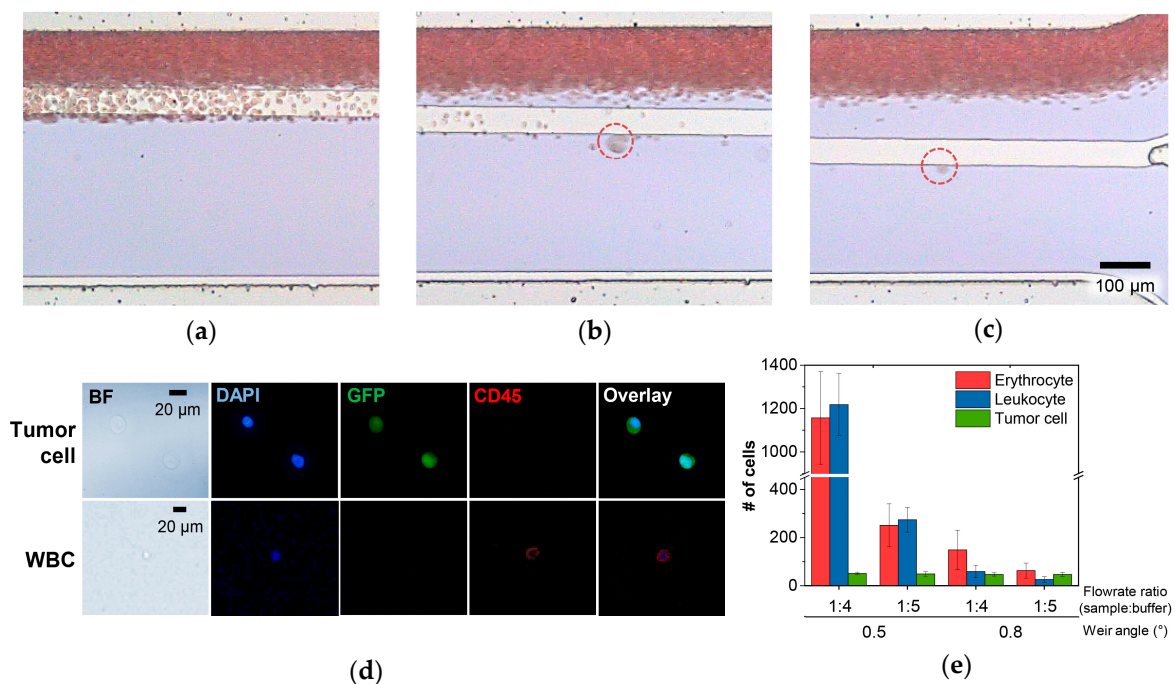 100 µm
(a) (b) (c)
BF DAPI GFP CD45 Overlay
20 µm
Tumor
cell
20 µm
WBC
(d)
1400
1200
1000
400
200
0
# of cells
Erythrocyte
Leukocyte
Tumor cell
1:4 1:5 1:4 1:5
Flowrate ratio
(sample:buffer)
0.5 0.8 Weir angle (°)
(e)